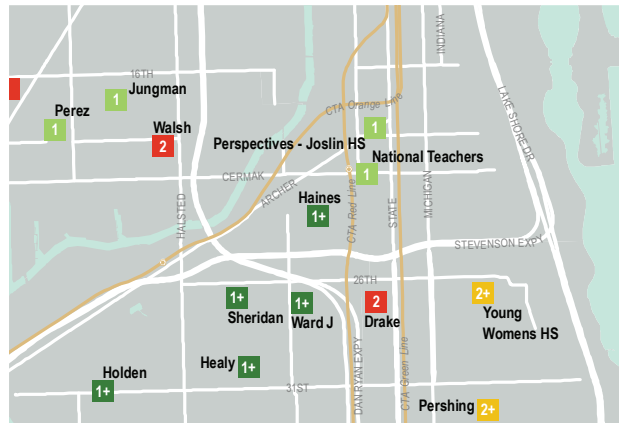 INDIANA
16TH
Jungman
1
Perez
1
Walsh
2
CTA Orange Line
LAKE SHORE DR
1
Perspectives - Joslin HS
National Teachers
1
CERMAK
ARCHER
Haines
1+
HALSTED
CTA Red Line
STATE
MICHIGAN
STEVENSON EXPY
26TH
1+
Sheridan
1+
Ward J
2
Drake
2+
Young
Womens HS
Healy
1+
Holden
1+
31ST
DAN RYAN EXPY
CTA Green Line
Pershing
2+